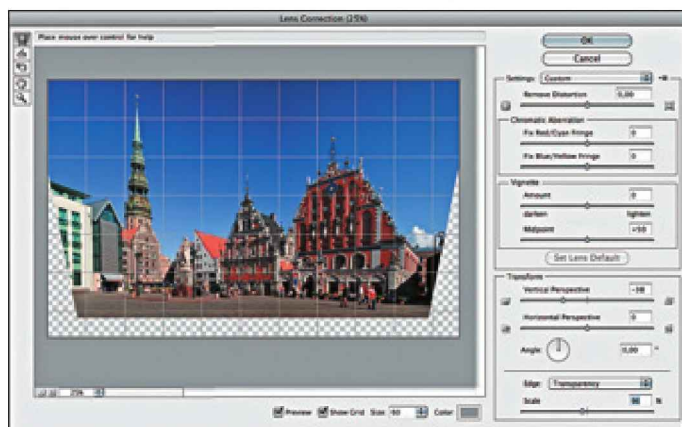 Lens Correction (25%)
Place mouse over control for help
OK
Cancel
Settings: Custom
Remove Distortion 0,00
Chromatic Aberration
Fix Red/Cyan Fringe 0
Fix Blue/Yellow Fringe 0
Vignette
Amount 0
darken lighten
Midpoint +50
Set Lens Default
Transform
Vertical Perspective -38
Horizontal Perspective 0
Angle: 0,00 °
Edge: Transparency
Scale %
25%
Preview Show Grid Size: 60 Color: